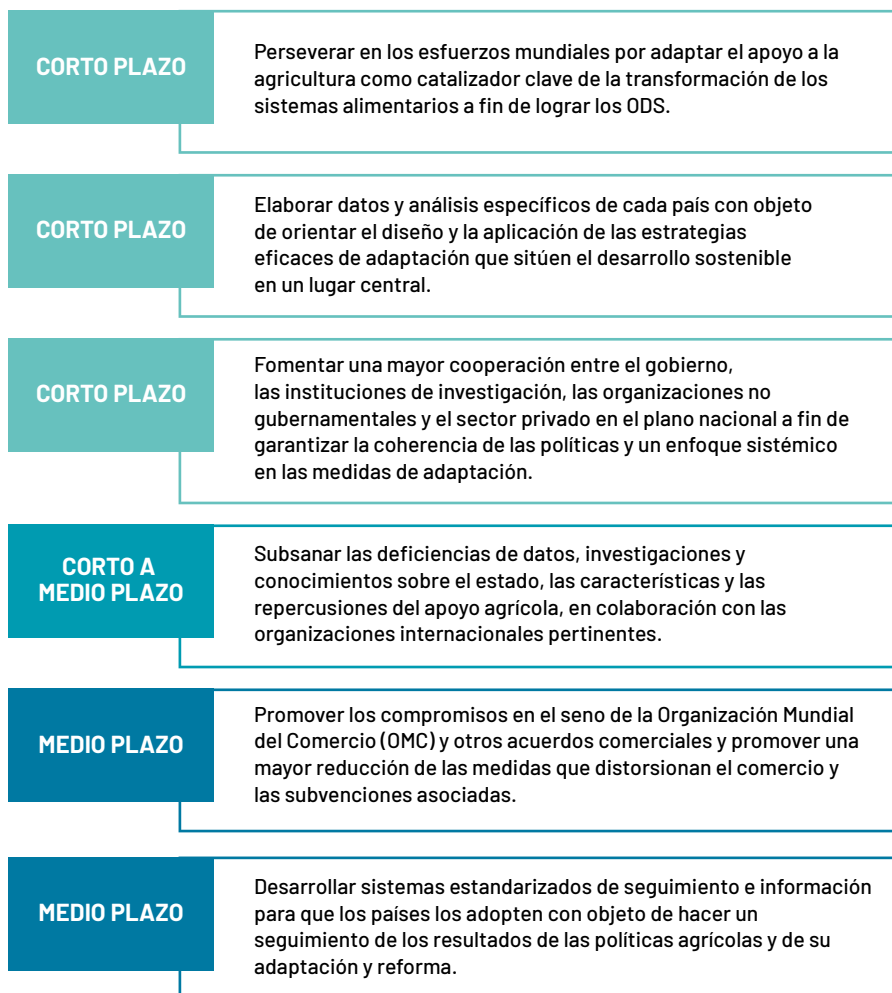 CORTO PLAZO
Perseverar en los esfuerzos mundiales por adaptar el apoyo a la
agricultura como catalizador clave de la transformación de los
sistemas alimentarios a fin de lograr los ODS.
CORTO PLAZO
Elaborar datos y análisis específicos de cada país con objeto
de orientar el diseño y la aplicación de las estrategias
eficaces de adaptación que sitúen el desarrollo sostenible
en un lugar central.
CORTO PLAZO
Fomentar una mayor cooperación entre el gobierno,
las instituciones de investigación, las organizaciones no
gubernamentales y el sector privado en el plano nacional a fin de
garantizar la coherencia de las políticas y un enfoque sistémico
en las medidas de adaptación.
CORTO A
MEDIO PLAZO
Subsanar las deficiencias de datos, investigaciones y
conocimientos sobre el estado, las características y las
repercusiones del apoyo agrícola, en colaboración con las
organizaciones internacionales pertinentes.
MEDIO PLAZO
Promover los compromisos en el seno de la Organización Mundial
del Comercio (OMC) y otros acuerdos comerciales y promover una
mayor reducción de las medidas que distorsionan el comercio y
las subvenciones asociadas.
MEDIO PLAZO
Desarrollar sistemas estandarizados de seguimiento e información
para que los países los adopten con objeto de hacer un
seguimiento de los resultados de las políticas agrícolas y de su
adaptación y reforma.